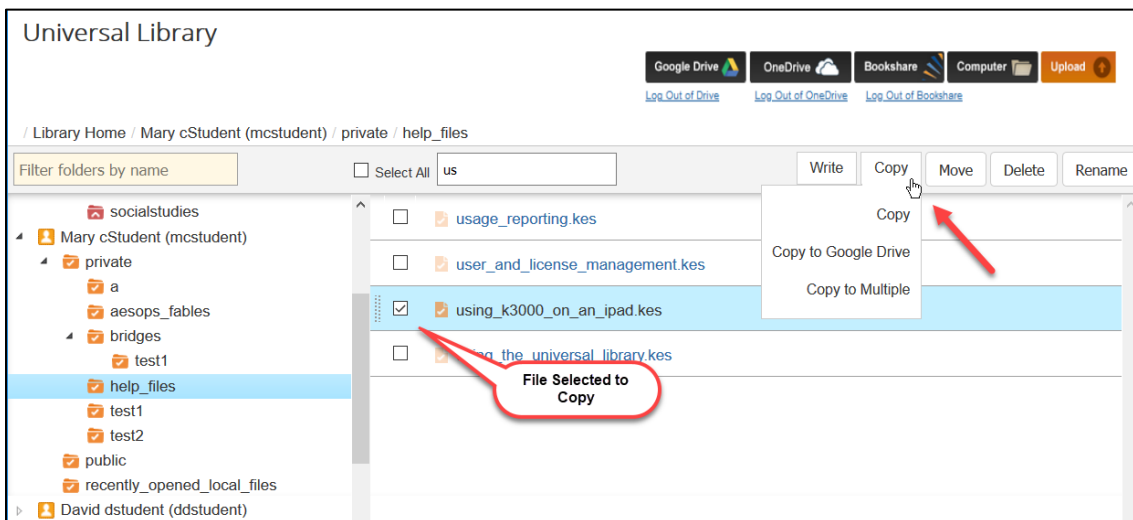 Universal Library
Google Drive OneDrive Bookshare Computer Upload
Log Out of Drive Log Out of OneDrive Log Out of Bookshare
/ Library Home / Mary cStudent (mcstudent) / private / help_files
Filter folders by name Select All us Write Copy Move Delete Rename
socialstudies
Mary cStudent (mcstudent)
private
a
aesops_fables
bridges
test1
help_files
test1
test2
public
recently_opened_local_files
David dstudent (ddstudent)
usage_reporting.kes
user_and_license_management.kes
using_k3000_on_an_ipad.kes
the_universal_library.kes
Copy
Copy to Google Drive
Copy to Multiple
File Selected to
Copy